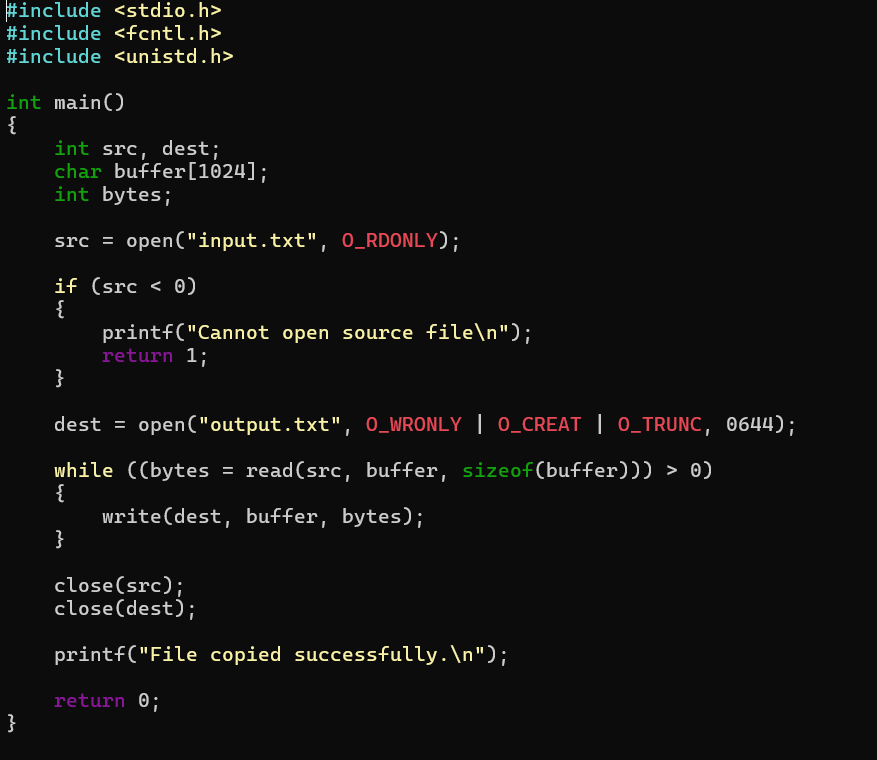 #include <stdio.h>
#include <fcntl.h>
#include <unistd.h>

int main()
{
    int src, dest;
    char buffer[1024];
    int bytes;

    src = open("input.txt", O_RDONLY);

    if (src < 0)
    {
        printf("Cannot open source file\n");
        return 1;
    }

    dest = open("output.txt", O_WRONLY | O_CREAT | O_TRUNC, 0644);

    while ((bytes = read(src, buffer, sizeof(buffer))) > 0)
    {
        write(dest, buffer, bytes);
    }

    close(src);
    close(dest);

    printf("File copied successfully.\n");

    return 0;
}